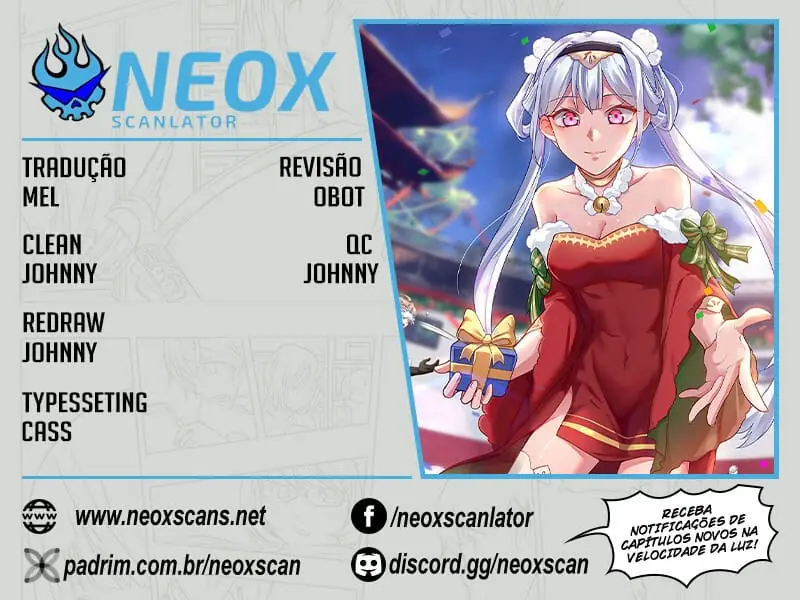 NEOX
SCANLATOR
TRADUÇÃO
MEL
REVISÃO
OBOT
CLEAN
JOHNNY
QC
JOHNNY
REDRAW
JOHNNY
TYPESSETING
CASS
www
www.neoxscans.net
f /neoxscanlator
padrim.com.br/neoxscan
discord.gg/neoxscan
RECEBA
NOTIFICAÇÕES DE
CAPÍTULOS NOVOS NA
VELOCIDADE DA LUZ!